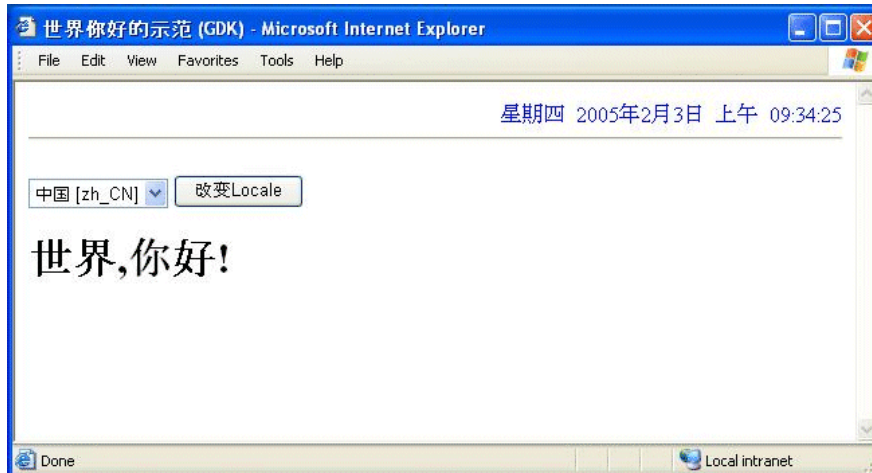 世界你好的示范 (GDK) - Microsoft Internet Explorer
File Edit View Favorites Tools Help
星期四 2005年2月3日 上午 09:34:25
中国 [zh_CN] 改变Locale
世界,你好!
Done Local intranet